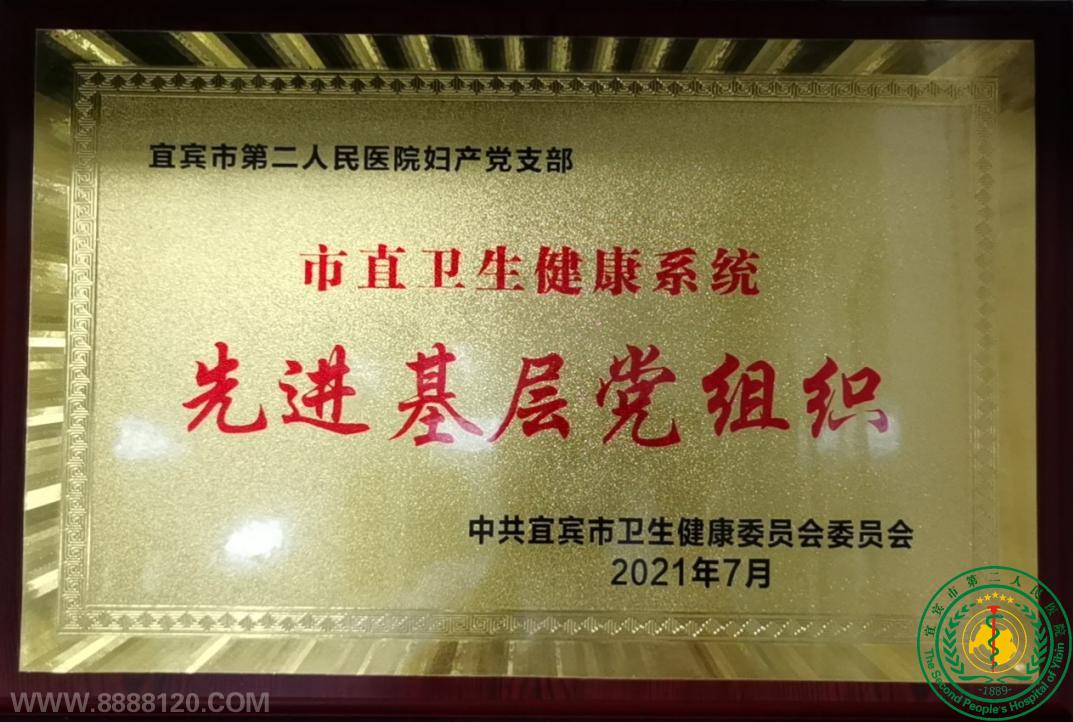 宜宾市第二人民医院妇产党支部
市直卫生健康系统
先进基层党组织
中共宜宾市卫生健康委员会委员会
2021年7月
WWW.8888120.COM
宜宾市第二人民医院
The Second People's Hospital of Yibin
-1889-